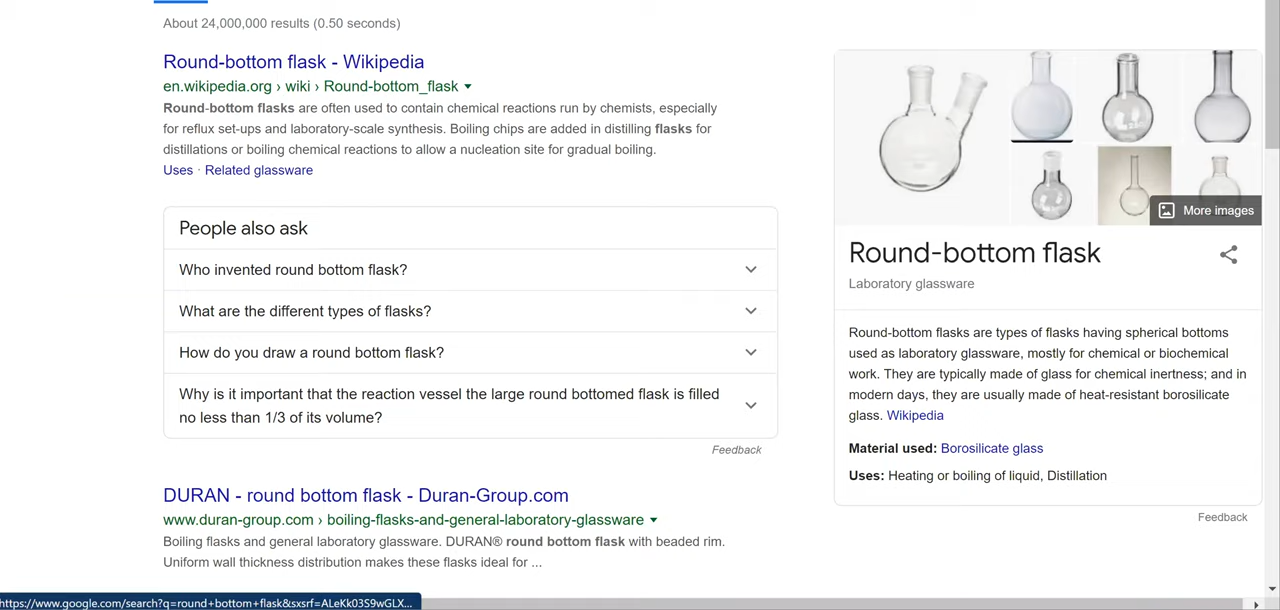 About 24,000,000 results (0.50 seconds)
Round-bottom flask - Wikipedia
en.wikipedia.org › wiki › Round-bottom_flask
Round-bottom flasks are often used to contain chemical reactions run by chemists, especially
for reflux set-ups and laboratory-scale synthesis. Boiling chips are added in distilling flasks for
distillations or boiling chemical reactions to allow a nucleation site for gradual boiling.
Uses · Related glassware
People also ask
Who invented round bottom flask?
What are the different types of flasks?
How do you draw a round bottom flask?
Why is it important that the reaction vessel the large round bottomed flask is filled
no less than 1/3 of its volume?
Feedback
DURAN - round bottom flask - Duran-Group.com
www.duran-group.com › boiling-flasks-and-general-laboratory-glassware
Boiling flasks and general laboratory glassware. DURAN® round bottom flask with beaded rim.
Uniform wall thickness distribution makes these flasks ideal for ...
More images
Round-bottom flask
Laboratory glassware
Round-bottom flasks are types of flasks having spherical bottoms
used as laboratory glassware, mostly for chemical or biochemical
work. They are typically made of glass for chemical inertness; and in
modern days, they are usually made of heat-resistant borosilicate
glass. Wikipedia
Material used: Borosilicate glass
Uses: Heating or boiling of liquid, Distillation
Feedback
https://www.google.com/search?q=round+bottom+flask&sxsrf=ALeKk03S9wGLX...